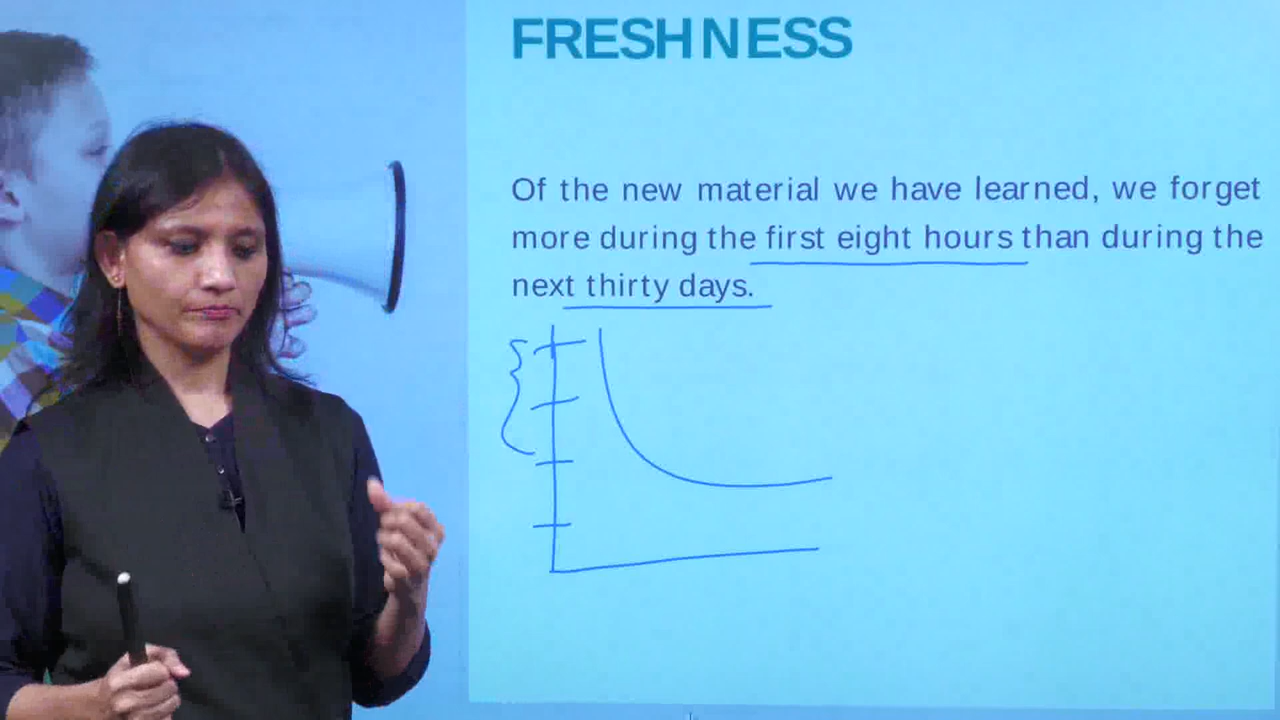 FRESHNESS
Of the new material we have learned, we forget
more during the first eight hours than during the
next thirty days.